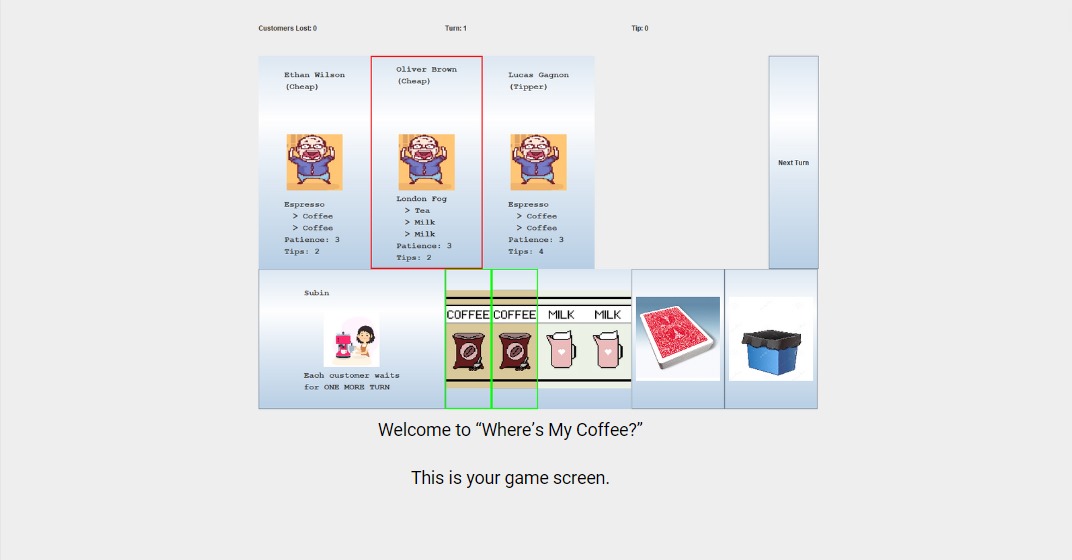 Customers Lost: 0
Turn: 1
Tip: 0
Ethan Wilson
(Cheap)
Espresso
> Coffee
> Coffee
Patience: 3
Tips: 2
Oliver Brown
(Cheap)
London Fog
> Tea
> Milk
> Milk
Patience: 3
Tips: 2
Lucas Gagnon
(Tipper)
Espresso
> Coffee
> Coffee
Patience: 3
Tips: 4
Next Turn
Subin
Each customer waits
for ONE MORE TURN
COFFEE
COFFEE
MILK
MILK
Welcome to “Where’s My Coffee?”
This is your game screen.